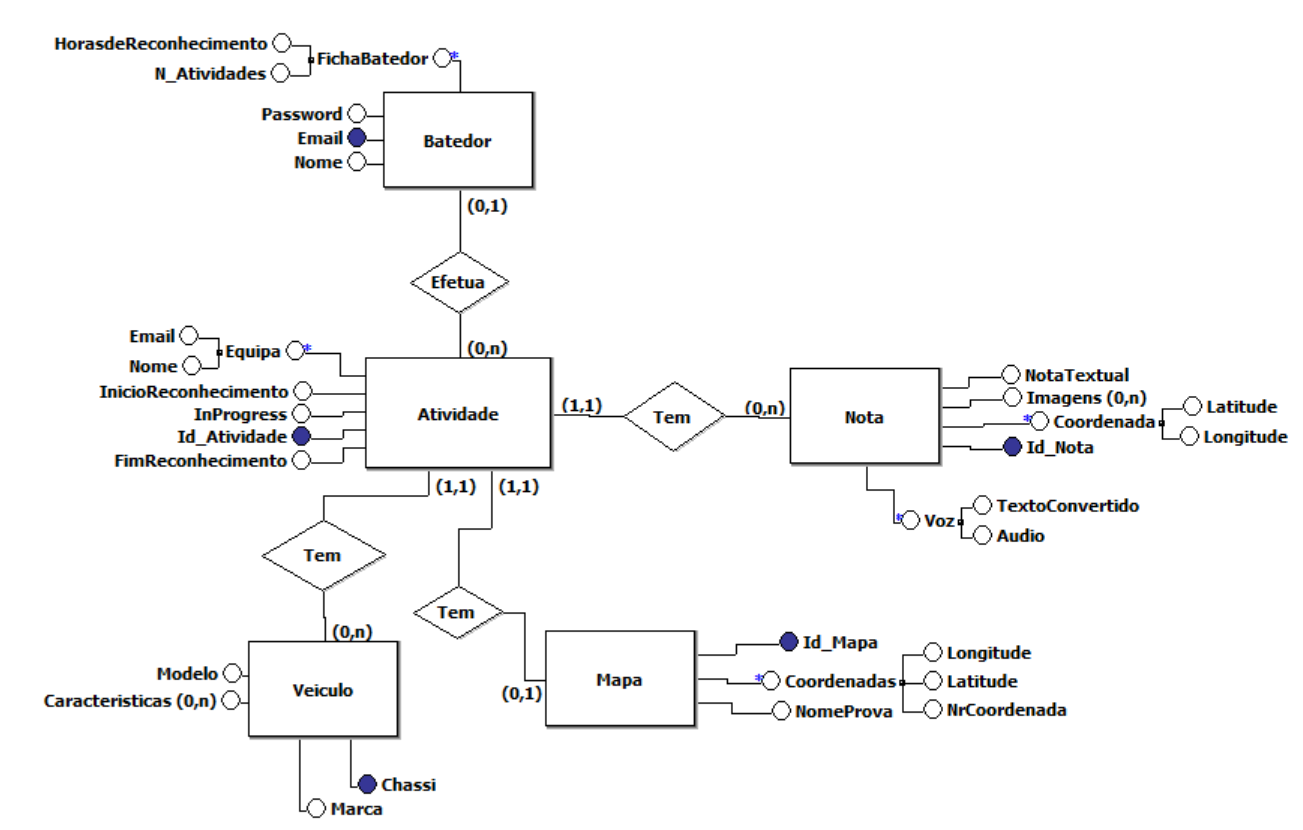 HorasdeReconhecimento
N_Atividades
FichaBatedor *
Password
Email
Nome
Batedor
(0,1)
Efetua
(0,n)
Email
Nome
Equipa *
InicioReconhecimento
InProgress
Id_Atividade
FimReconhecimento
Atividade
(1,1)
Tem
(0,n)
Nota
NotaTextual
Imagens (0,n)
* Coordenada
Latitude
Longitude
Id_Nota
* Voz
TextoConvertido
Audio
(1,1)
(1,1)
Tem
(0,n)
Tem
(0,1)
Modelo
Caracteristicas (0,n)
Veiculo
Chassi
Marca
Mapa
Id_Mapa
* Coordenadas
Longitude
Latitude
NrCoordenada
NomeProva